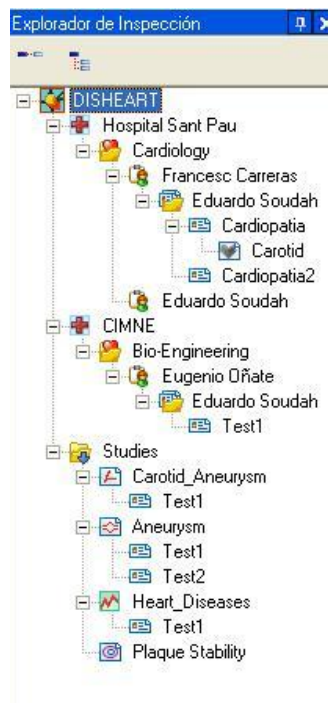 Explorador de Inspección
DISHEART
Hospital Sant Pau
Cardiology
Francesc Carreras
Eduardo Soudah
Cardiopatia
Carotid
Cardiopatia2
Eduardo Soudah
CIMNE
Bio-Engineering
Eugenio Oñate
Eduardo Soudah
Test1
Studies
Carotid_Aneurysm
Test1
Aneurysm
Test1
Test2
Heart_Diseases
Test1
Plaque Stability